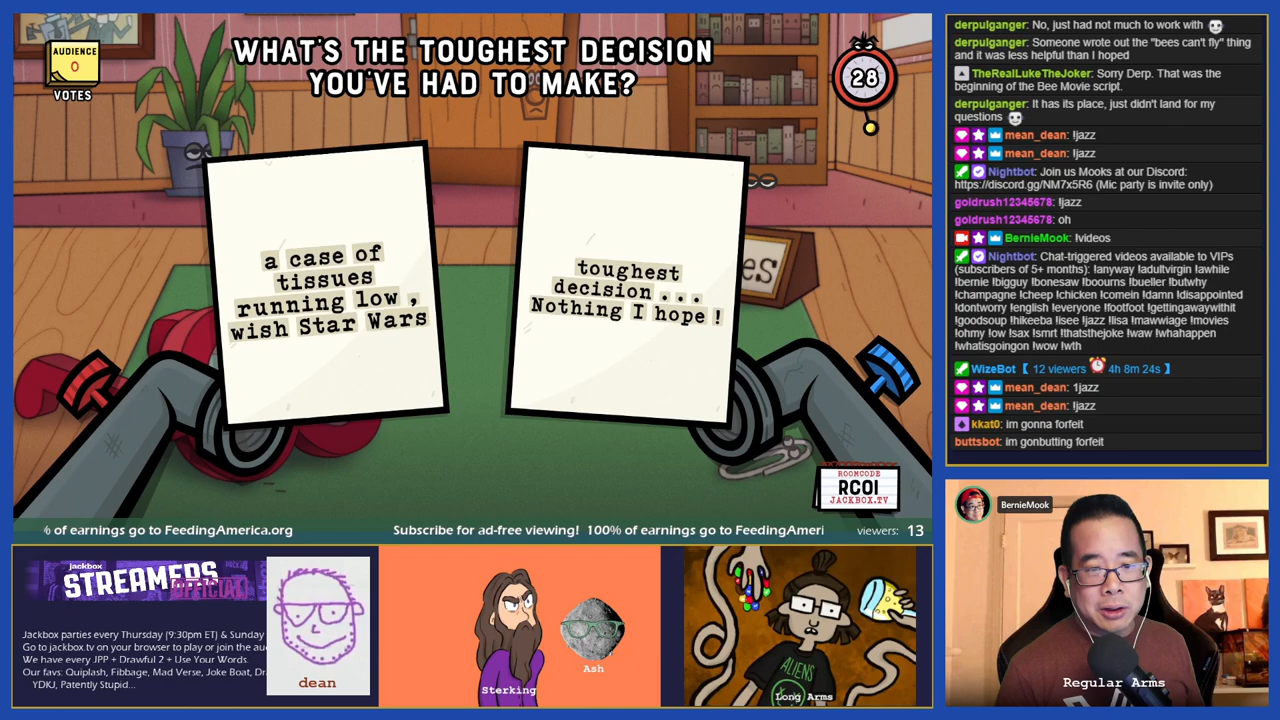 AUDIENCE
0
VOTES
WHAT'S THE TOUGHEST DECISION
YOU'VE HAD TO MAKE?
28
a case of
tissues
running low ,
wish Star Wars
toughest
decision . . .
Nothing I hope !
es
ROOMCODE
RCOI
JACKBOX.TV
% of earnings go to FeedingAmerica.org
Subscribe for ad-free viewing! 100% of earnings go to FeedingAmeri
viewers: 13
jackbox
STREAMERS
OFFICIAL
Jackbox parties every Thursday (9:30pm ET) & Sunday
Go to jackbox.tv on your browser to play or join the au
We have every JPP + Drawful 2 + Use Your Words.
Our favs: Quiplash, Fibbage, Mad Verse, Joke Boat, Dr
YDKJ, Patently Stupid...
dean
Sterking
Ash
ALIENS
Long Arms
derpulganger: No, just had not much to work with
derpulganger: Someone wrote out the "bees can't fly" thing
and it was less helpful than I hoped
TheRealLukeTheJoker: Sorry Derp. That was the
beginning of the Bee Movie script.
derpulganger: It has its place, just didn't land for my
questions
mean_dean: !jazz
mean_dean: !jazz
Nightbot: Join us Mooks at our Discord:
https://discord.gg/NM7x5R6 (Mic party is invite only)
goldrush12345678: !jazz
goldrush12345678: oh
BernieMook: !videos
Nightbot: Chat-triggered videos available to VIPs
(subscribers of 5+ months): !anyway !adultvirgin !awhile
!bernie !bigguy !bonesaw !boourns !bueller !butwhy
!champagne !cheep !chicken !comein !damn !disappointed
!dontworry !english !everyone !footfoot !gettingawaywithit
!goodsoup !hikeeba !isee !jazz !lisa !mawwiage !movies
!ohmy !low !sax !smrt !thatsthejoke !waw !whahappen
!whatisgoingon !wow !wth
WizeBot 【 12 viewers 4h 8m 24s 】
mean_dean: 1jazz
mean_dean: !jazz
kkat0: im gonna forfeit
buttsbot: im gonbutting forfeit
BernieMook
Regular Arms